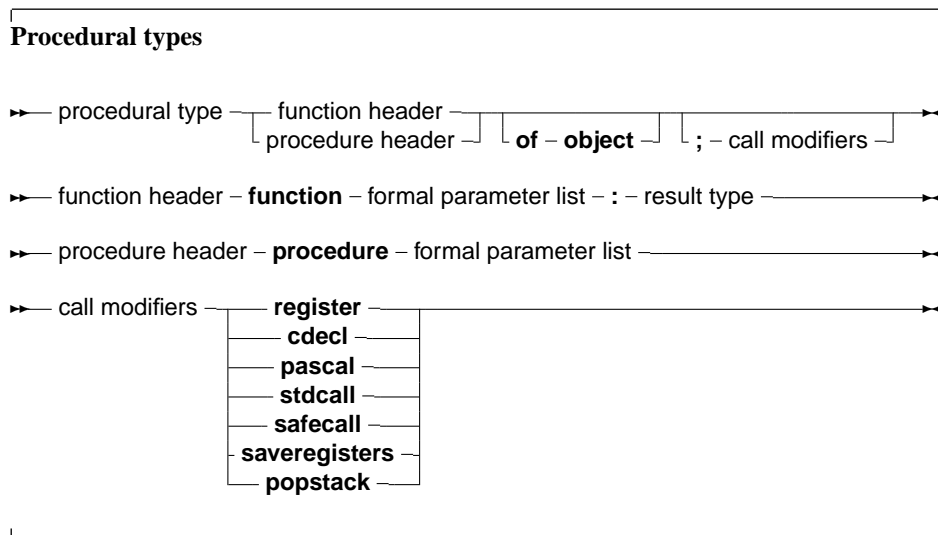 Procedural types
procedural type function header
procedure header of object ; call modifiers
function header function formal parameter list : result type
procedure header procedure formal parameter list
call modifiers register
cdecl
pascal
stdcall
safecall
saveregisters
popstack